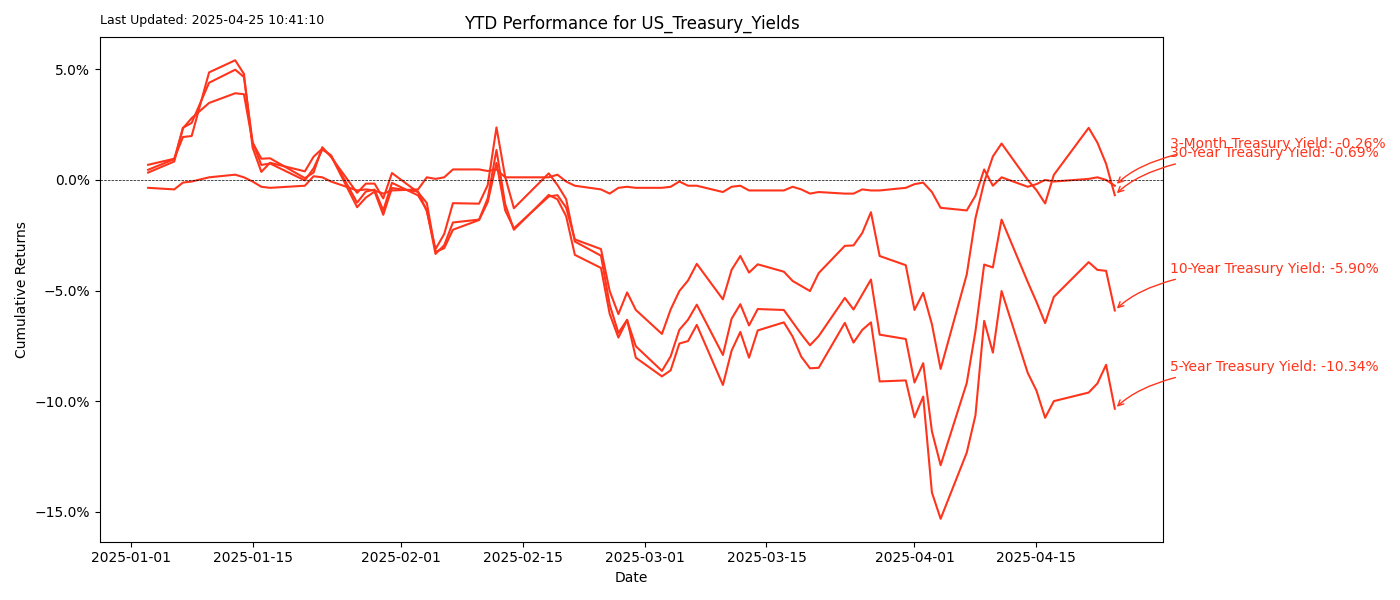 Last Updated: 2025-04-25 10:41:10
YTD Performance for US_Treasury_Yields
Cumulative Returns
5.0%
0.0%
−5.0%
−10.0%
−15.0%
3-Month Treasury Yield: -0.26%
30-Year Treasury Yield: -0.69%
10-Year Treasury Yield: -5.90%
5-Year Treasury Yield: -10.34%
2025-01-01
2025-01-15
2025-02-01
2025-02-15
2025-03-01
2025-03-15
2025-04-01
2025-04-15
Date